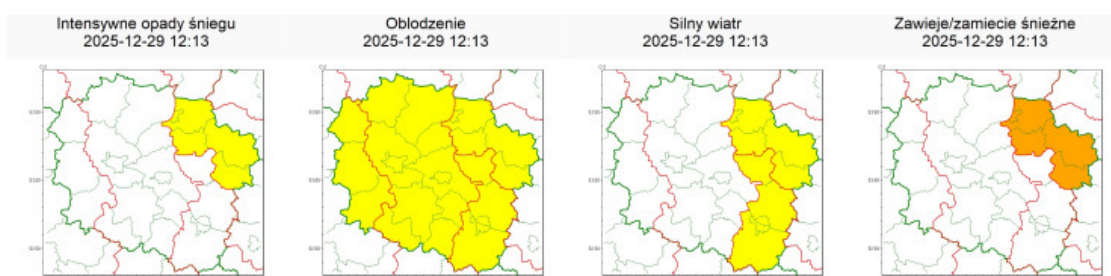 Intensywne opady śniegu
2025-12-29 12:13
Oblodzenie
2025-12-29 12:13
Silny wiatr
2025-12-29 12:13
Zawieje/zamiecie śnieżne
2025-12-29 12:13